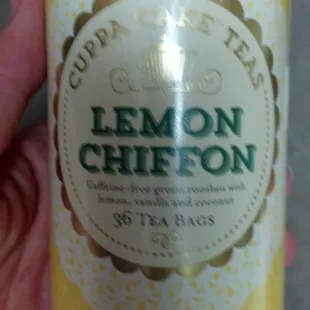 CUPPA CAKE TEAS
LEMON
CHIFFON
Caffeine-free green rooibos with
lemon, vanilla and coconut
36 TEA BAGS